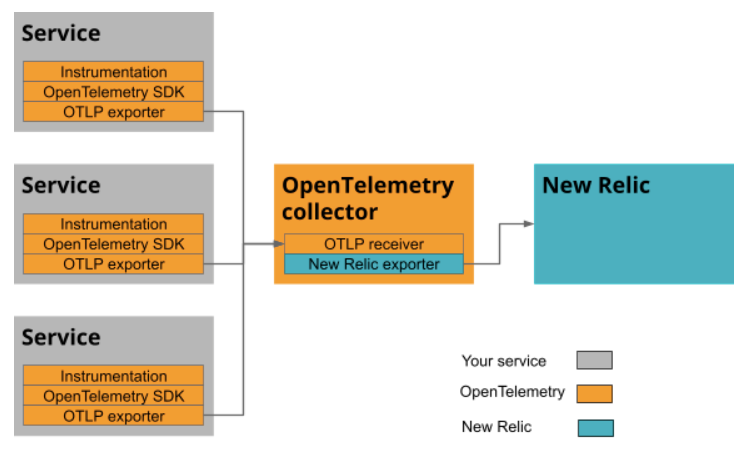 Service
Instrumentation
OpenTelemetry SDK
OTLP exporter
Service
Instrumentation
OpenTelemetry SDK
OTLP exporter
Service
Instrumentation
OpenTelemetry SDK
OTLP exporter
OpenTelemetry
collector
OTLP receiver
New Relic exporter
New Relic
Your service
OpenTelemetry
New Relic